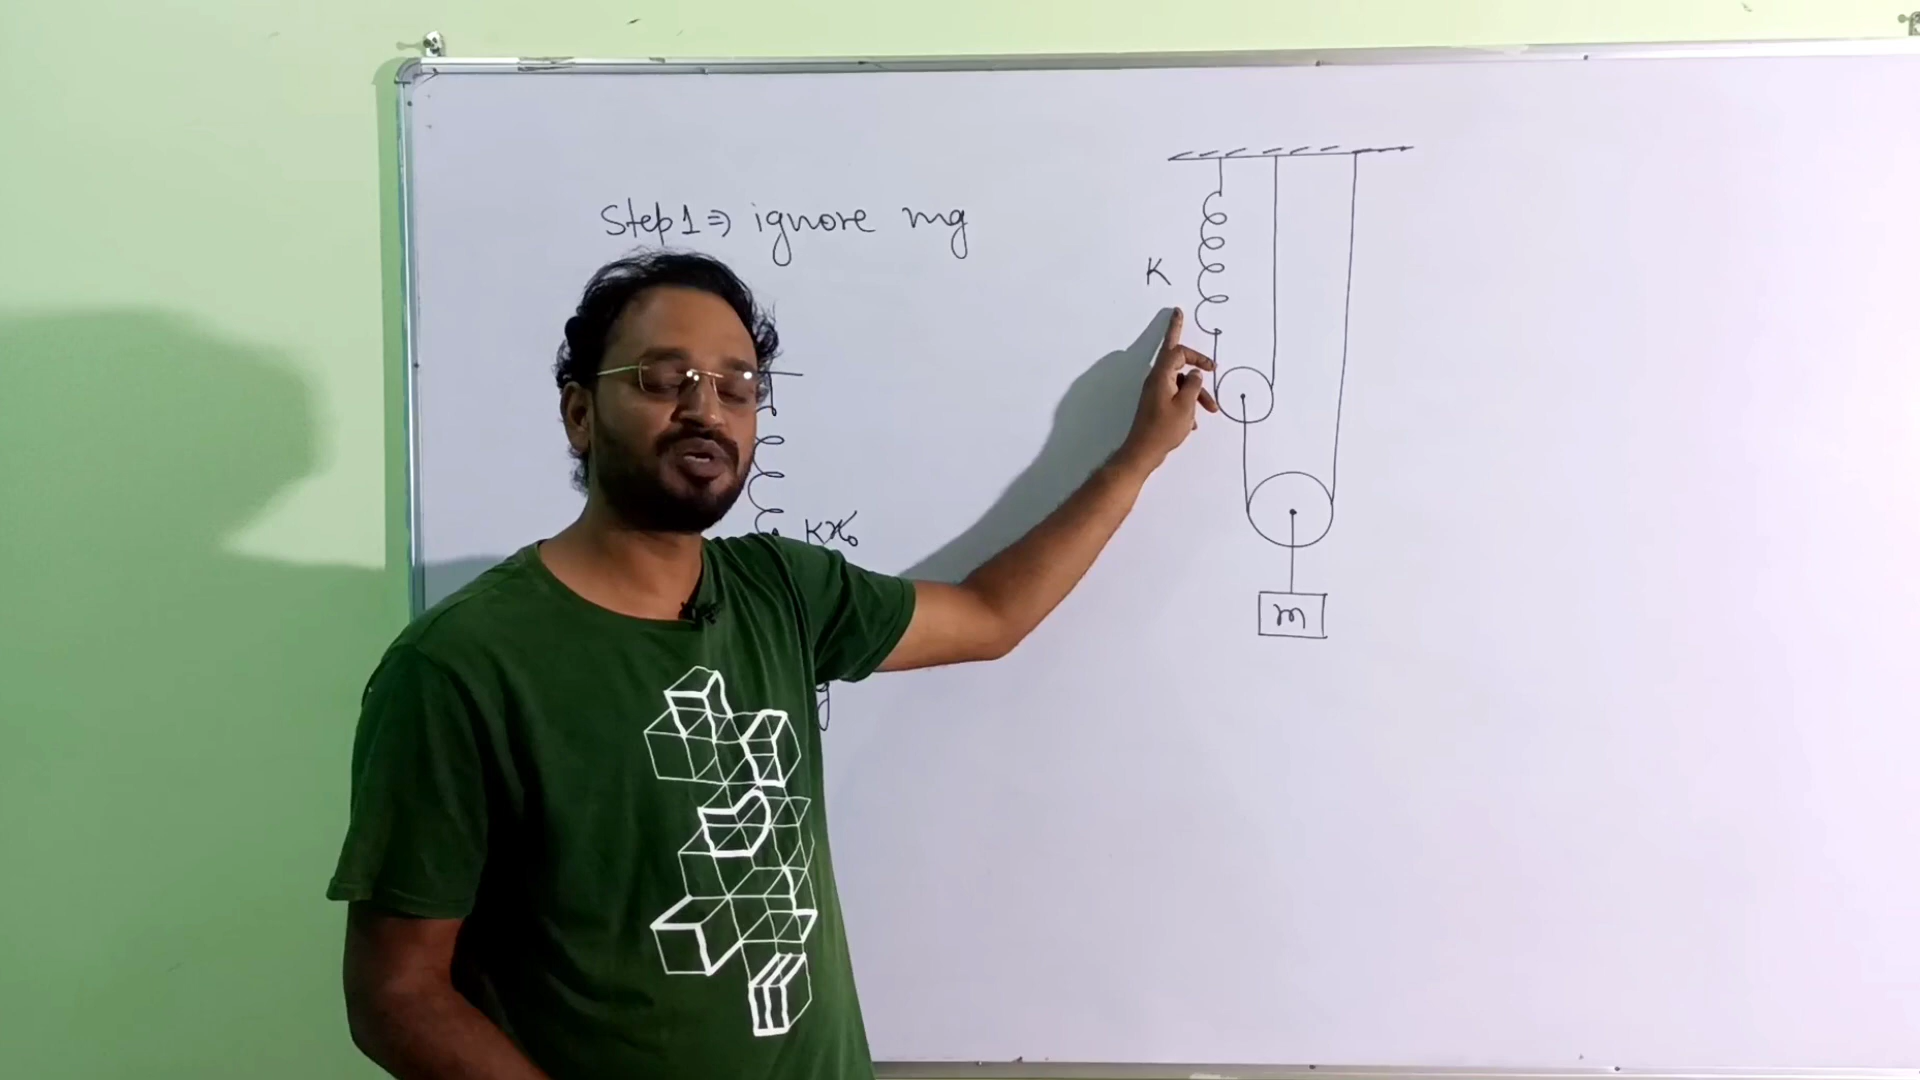 Step 1 ⇒ ignore mg
K
Kx₀
m
g